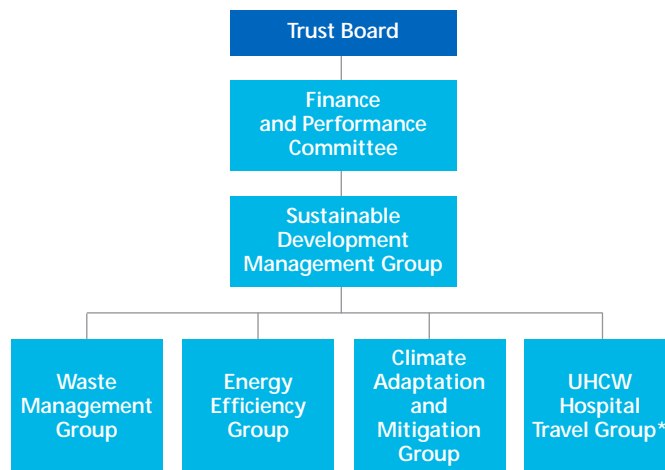 Trust Board
Finance
and Performance
Committee
Sustainable
Development
Management Group
Waste
Management
Group
Energy
Efficiency
Group
Climate
Adaptation
and
Mitigation
Group
UHCW
Hospital
Travel Group*